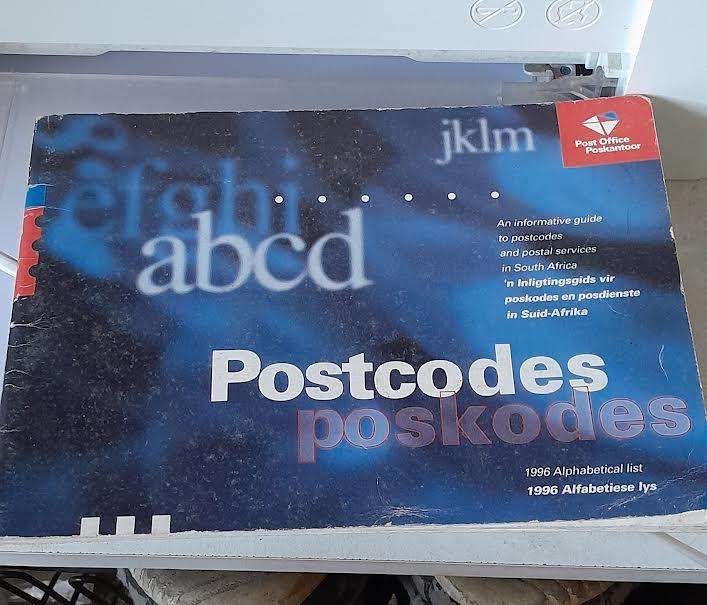 jklm
Post Office
Poskantoor
efghi
abcd
An informative guide
to postcodes
and postal services
in South Africa
'n Inligtingsgids vir
poskodes en posdienste
in Suid-Afrika
Postcodes
poskodes
1996 Alphabetical list
1996 Alfabetiese lys